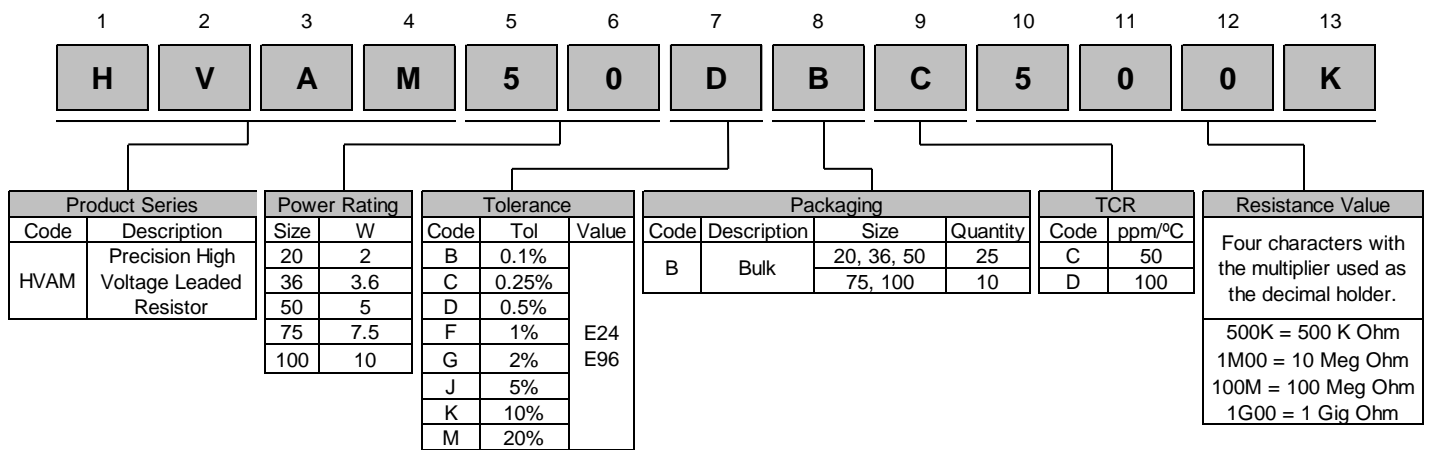 1 2 3 4 5 6 7 8 9 10 11 12 13
H V A M 5 0 D B C 5 0 0 K
Product Series
Code Description
HVAM Precision High
Voltage Leaded
Resistor
Power Rating
Size W
20 2
36 3.6
50 5
75 7.5
100 10
Tolerance
Code Tol Value
B 0.1%
C 0.25%
D 0.5%
F 1%
G 2%
J 5%
K 10%
M 20%
E24
E96
Packaging
Code Description Size Quantity
B Bulk 20, 36, 50 25
75, 100 10
TCR
Code ppm/ºC
C 50
D 100
Resistance Value
Four characters with
the multiplier used as
the decimal holder.
500K = 500 K Ohm
1M00 = 10 Meg Ohm
100M = 100 Meg Ohm
1G00 = 1 Gig Ohm